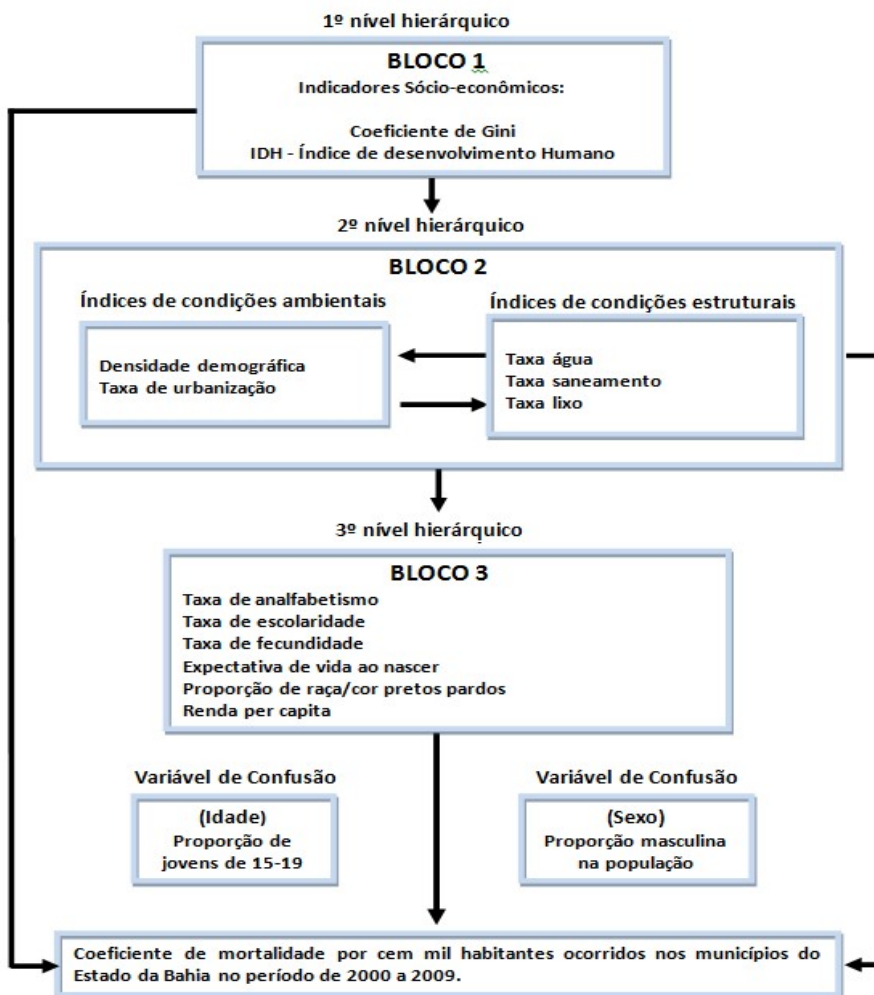 1º nível hierárquico
BLOCO 1
Indicadores Sócio-econômicos:
Coeficiente de Gini
IDH - Índice de desenvolvimento Humano
2º nível hierárquico
BLOCO 2
Índices de condições ambientais
Densidade demográfica
Taxa de urbanização
Índices de condições estruturais
Taxa água
Taxa saneamento
Taxa lixo
3º nível hierárquico
BLOCO 3
Taxa de analfabetismo
Taxa de escolaridade
Taxa de fecundidade
Expectativa de vida ao nascer
Proporção de raça/cor pretos pardos
Renda per capita
Variável de Confusão
(Idade)
Proporção de
jovens de 15-19
Variável de Confusão
(Sexo)
Proporção masculina
na população
Coeficiente de mortalidade por cem mil habitantes ocorridos nos municípios do
Estado da Bahia no período de 2000 a 2009.